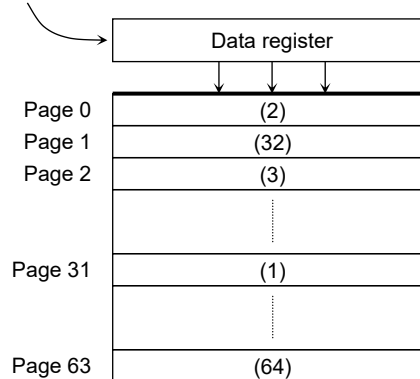 Data register
Page 0 (2)
Page 1 (32)
Page 2 (3)
Page 31 (1)
Page 63 (64)